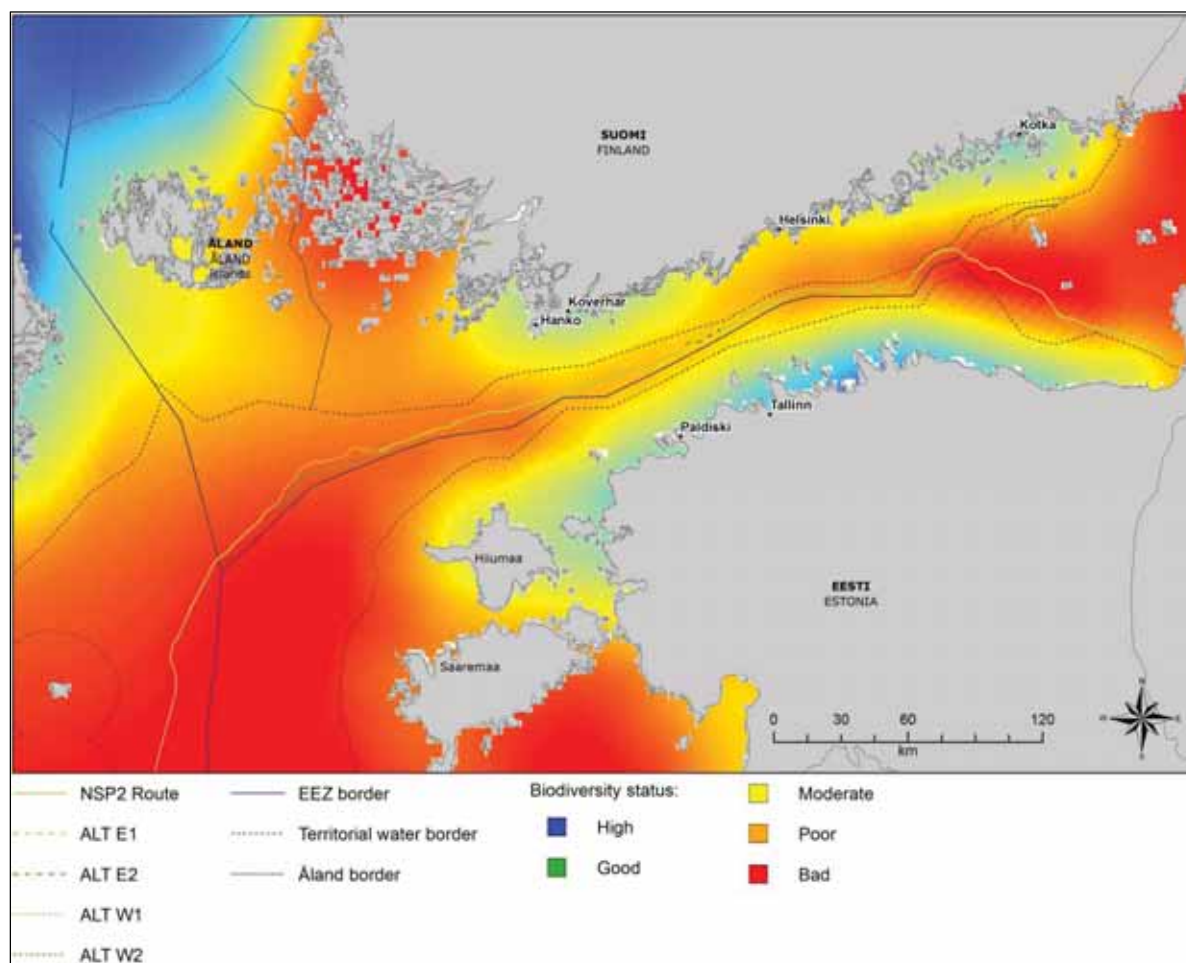 SUOMI
FINLAND
Kotka
Helsinki
ÅLAND
ÅLAND
Islands
Koverhar
Hanko
Tallinn
Paldiski
Hiiumaa
EESTI
ESTONIA
Saaremaa
N
E
S
0 30 60 120
km
NSP2 Route
ALT E1
ALT E2
ALT W1
ALT W2
EEZ border
Territorial water border
Åland border
Biodiversity status:
High
Good
Moderate
Poor
Bad